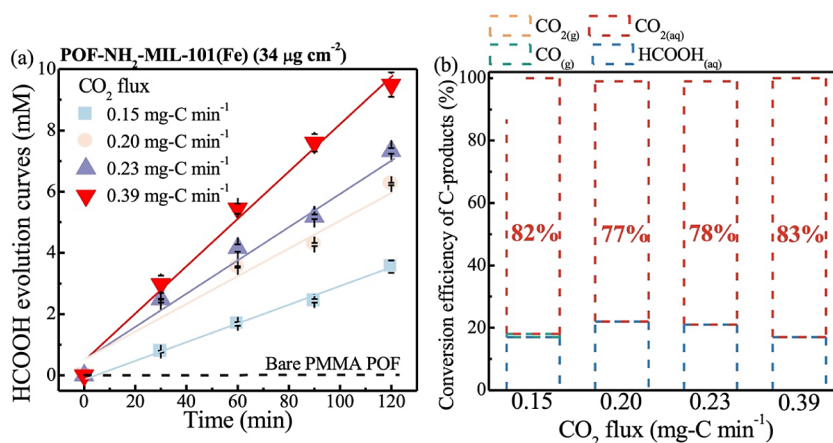 (a) POF-NH₂-MIL-101(Fe) (34 μg cm⁻²)
HCOOH evolution curves (mM)
10
8
6
4
2
0
CO₂ flux
0.15 mg-C min⁻¹
0.20 mg-C min⁻¹
0.23 mg-C min⁻¹
0.39 mg-C min⁻¹
Bare PMMA POF
0 20 40 60 80 100 120
Time (min)
CO₂(g) CO₂(aq)
CO(g) HCOOH(aq)
(b)
Conversion efficiency of C-products (%)
100
80
60
40
20
0
82% 77% 78% 83%
0.15 0.20 0.23 0.39
CO₂ flux (mg-C min⁻¹)